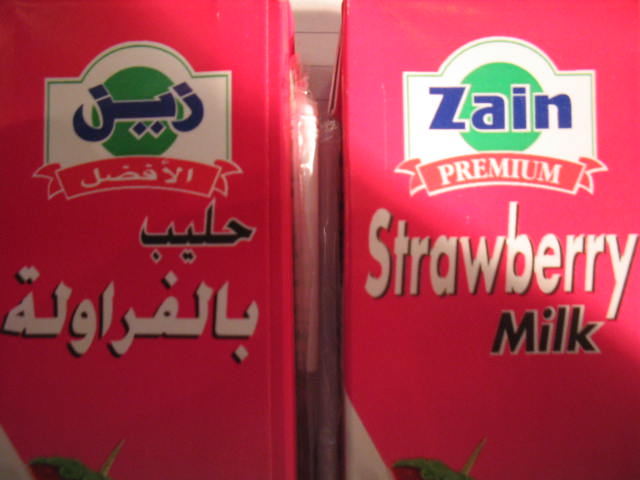 زين
الأفضل
حليب
بالفراولة
Zain
PREMIUM
Strawberry
Milk